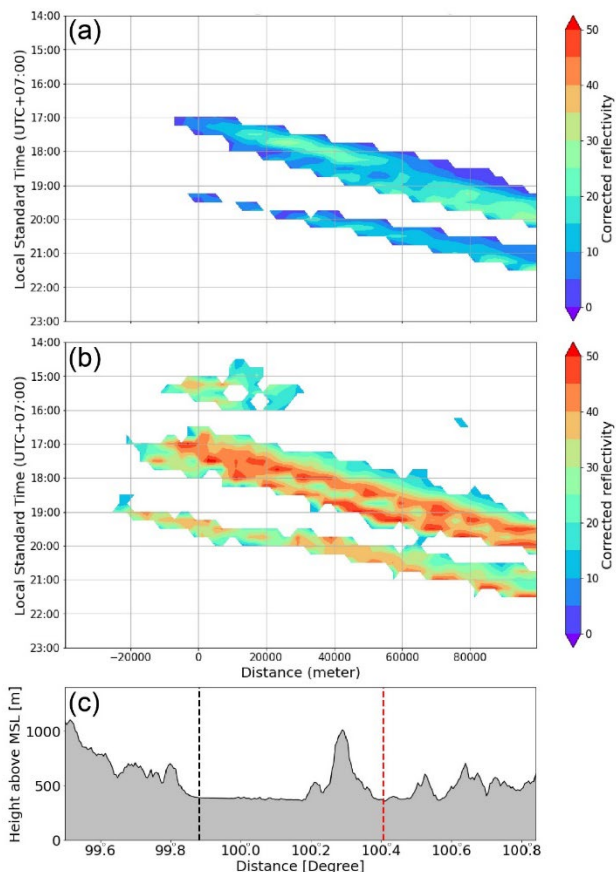 (a)
Local Standard Time (UTC+07:00)
14:00
15:00
16:00
17:00
18:00
19:00
20:00
21:00
22:00
23:00
50
40
30
20
10
0
Corrected reflectivity
(b)
Local Standard Time (UTC+07:00)
14:00
15:00
16:00
17:00
18:00
19:00
20:00
21:00
22:00
23:00
−20000 0 20000 40000 60000 80000
Distance (meter)
50
40
30
20
10
0
Corrected reflectivity
(c)
Height above MSL [m]
1000
500
0
99.6 99.8 100.0 100.2 100.4 100.6 100.8
Distance [Degree]